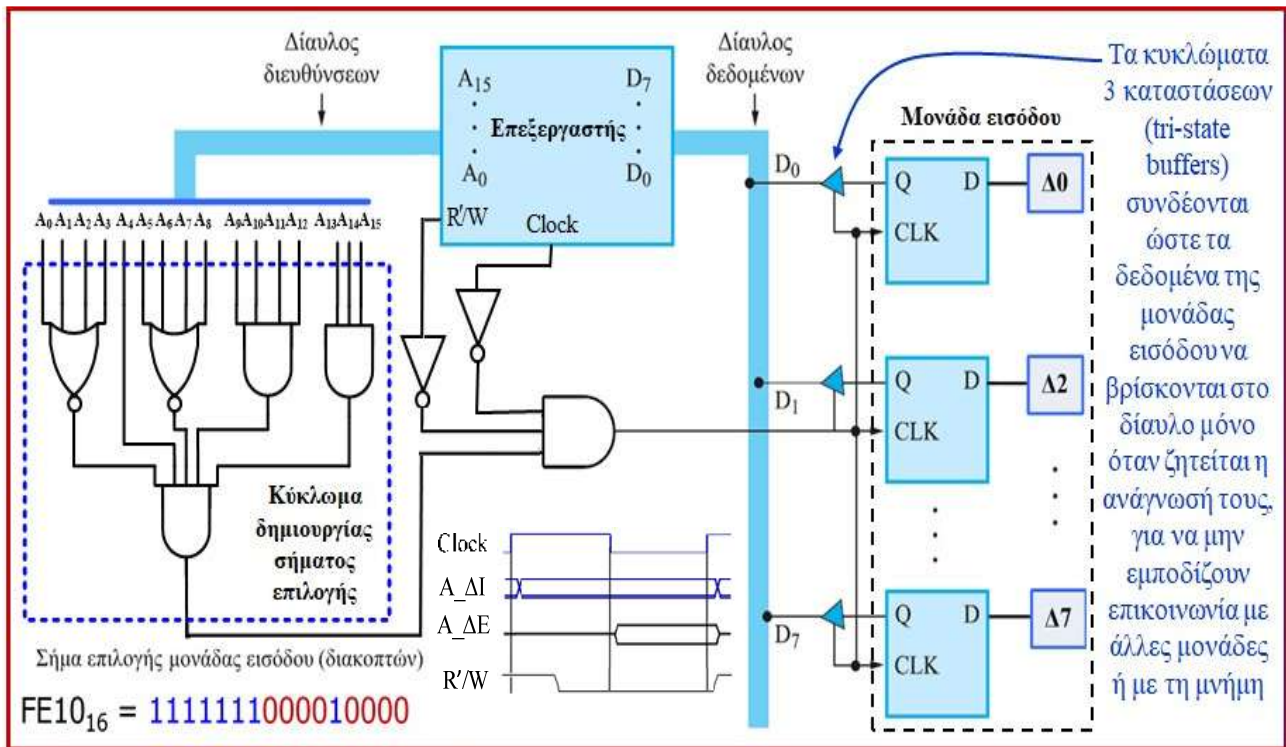 Δίαυλος
διευθύνσεων
Δίαυλος
δεδομένων
A15
D7
Επεξεργαστής
A0
D0
R'/W
Clock
A0 A1 A2 A3 A4 A5 A6 A7 A8 A9 A10 A11 A12 A13 A14 A15
Κύκλωμα
δημιουργίας
σήματος
επιλογής
Σήμα επιλογής μονάδας εισόδου (διακοπτών)
FE10₁₆ = 1111111000010000
Clock
A_ΔΙ
A_ΔΕ
R'/W
Μονάδα εισόδου
D0
Q D
CLK
Δ0
D1
Q D
CLK
Δ2
D7
Q D
CLK
Δ7
Τα κυκλώματα
3 καταστάσεων
(tri-state
buffers)
συνδέονται
ώστε τα
δεδομένα της
μονάδας
εισόδου να
βρίσκονται στο
δίαυλο μόνο
όταν ζητείται η
ανάγνωσή τους,
για να μην
εμποδίζουν
επικοινωνία με
άλλες μονάδες
ή με τη μνήμη